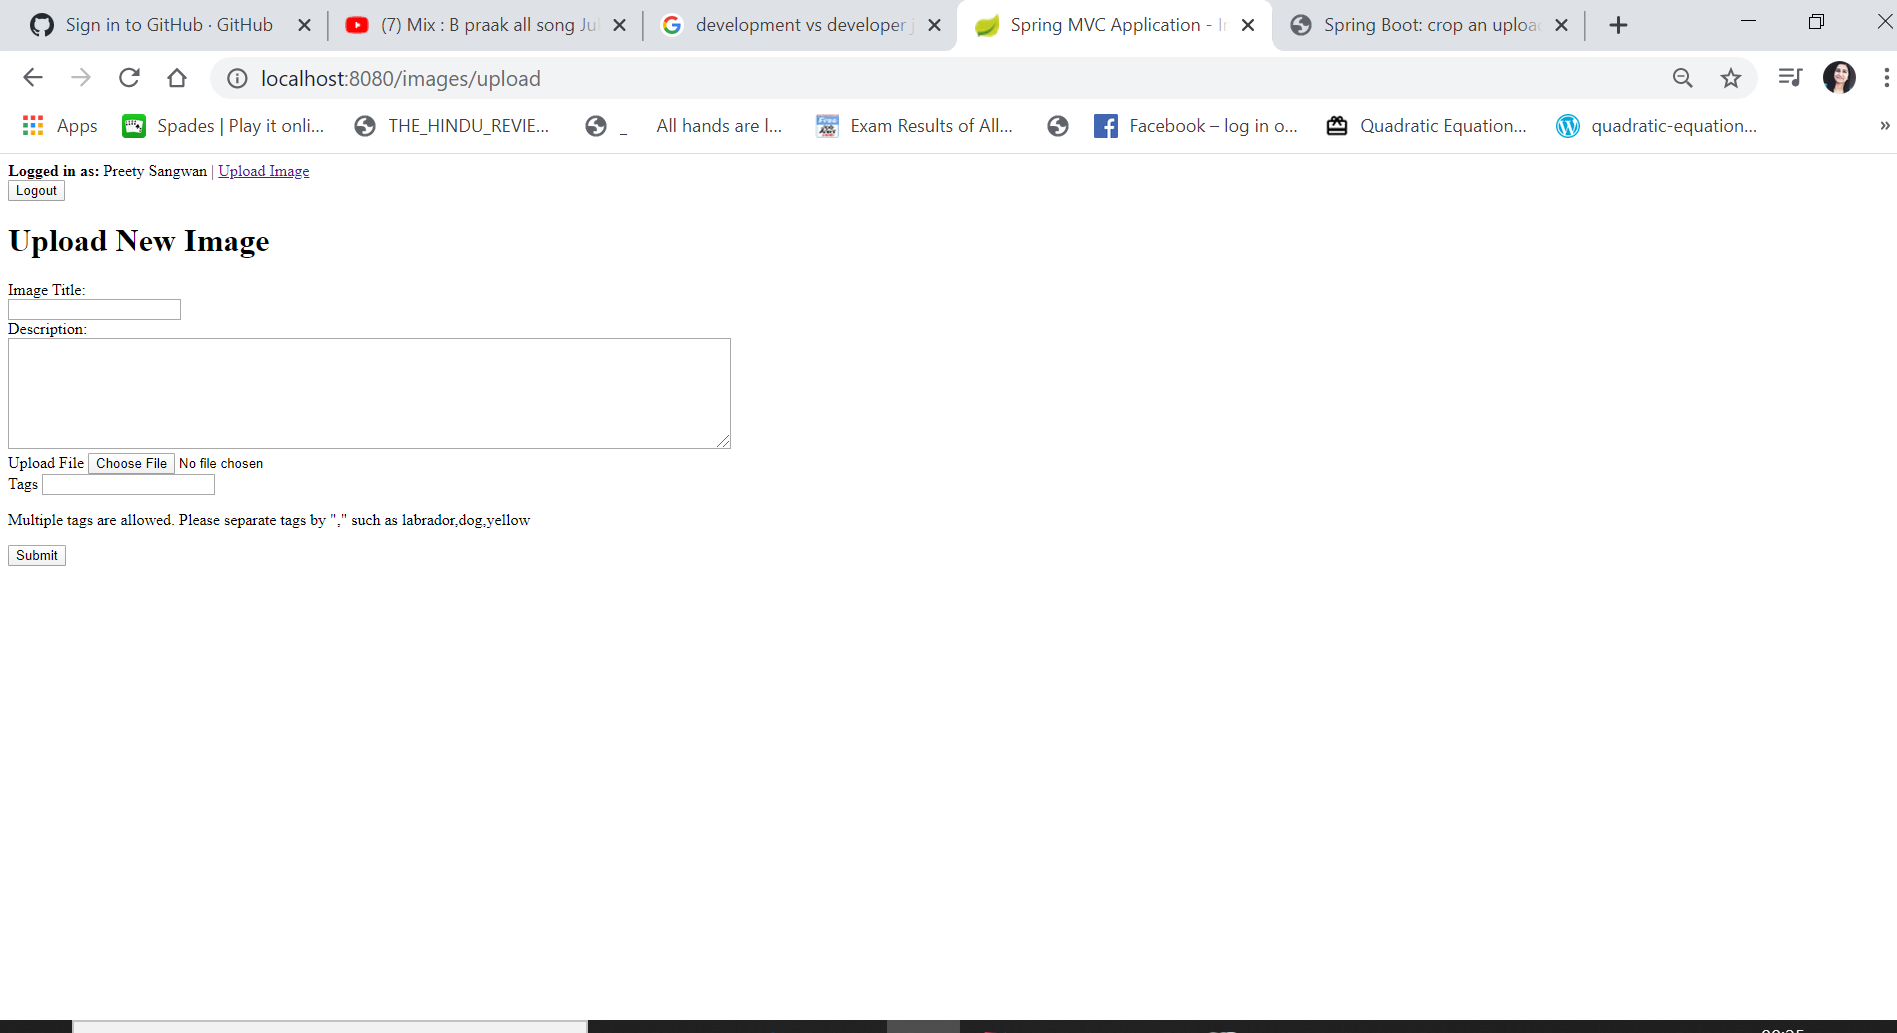 Sign in to GitHub · GitHub
(7) Mix : B praak all song Jul
development vs developer j
Spring MVC Application - In
Spring Boot: crop an upload
localhost:8080/images/upload
Apps
Spades | Play it onli...
THE_HINDU_REVIE...
_
All hands are l...
Exam Results of All...
Facebook – log in o...
Quadratic Equation...
quadratic-equation...
»
Logged in as: Preety Sangwan | Upload Image
Logout
Upload New Image
Image Title:
Description:
Upload File Choose File No file chosen
Tags
Multiple tags are allowed. Please separate tags by "," such as labrador,dog,yellow
Submit